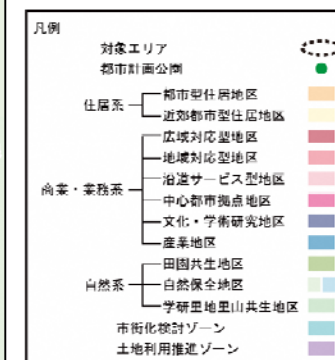 凡例
対象エリア
都市計画公園
住居系
都市型住居地区
近郊都市型住居地区
商業・業務系
広域対応型地区
地域対応型地区
沿道サービス型地区
中心都市拠点地区
文化・学術研究地区
産業地区
自然系
田園共生地区
自然保全地区
学研里地里山共生地区
市街化検討ゾーン
土地利用推進ゾーン